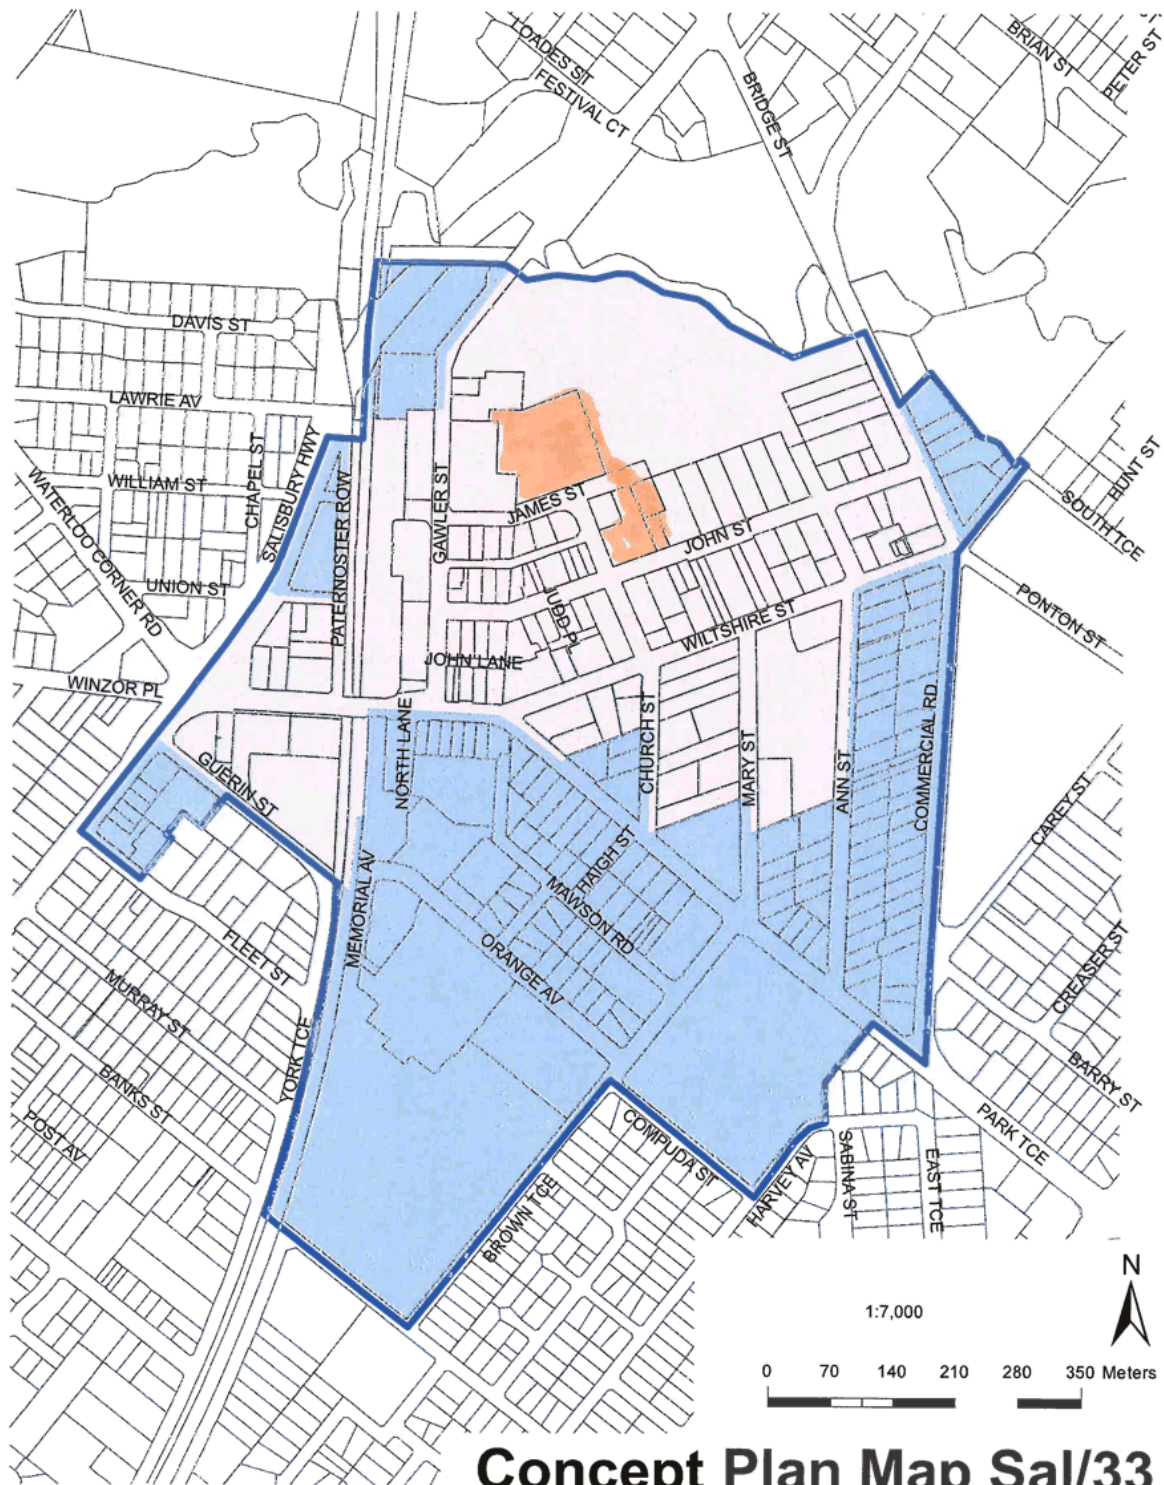 LOADES ST
FESTIVAL CT
BRIDGE ST
BRIAN ST
PETER ST
DAVIS ST
LAWRIE AV
CHAPEL ST
SALISBURY HWY
WILLIAM ST
WATERLOO CORNER RD
UNION ST
PATERNOSTER ROW
GAWLER ST
JAMES ST
JOHN ST
JUDD PL
WILTSHIRE ST
JOHN LANE
HUNT ST
SOUTH TCE
PONTON ST
WINZOR PL
GUERIN ST
NORTH LANE
CHURCH ST
MARY ST
ANN ST
COMMERCIAL RD
CAREY ST
HAIGH ST
MAWSON RD
MEMORIAL AV
ORANGE AV
FLEET ST
MURRAY ST
CREASER ST
YORK TCE
BANKS ST
POST AV
BARRY ST
PARK TCE
COMPUDA ST
HARVEY AV
SABINA ST
EAST TCE
BROWN TCE
N
1:7,000
0 70 140 210 280 350 Meters
Concept Plan Map Sal/33